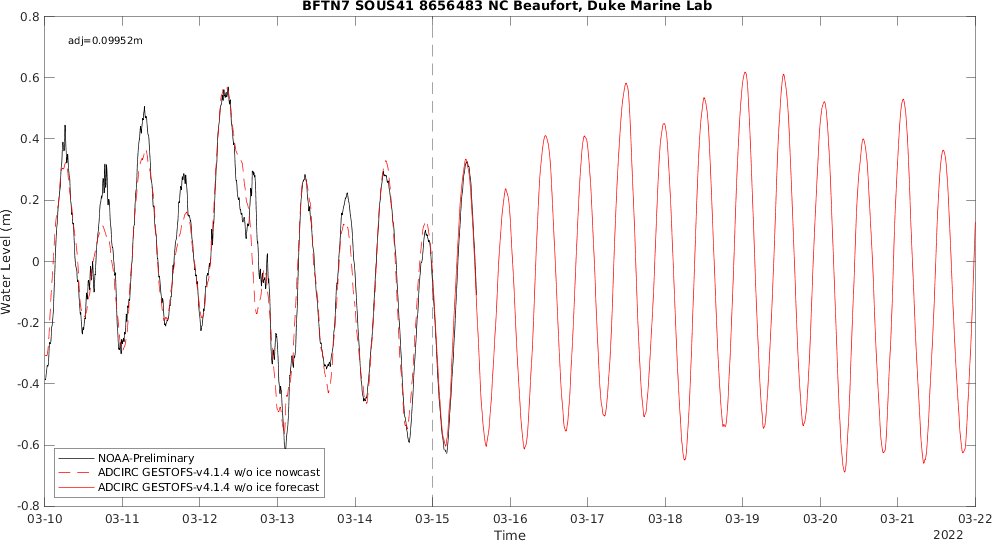 BFTN7 SOUS41 8656483 NC Beaufort, Duke Marine Lab
adj=0.09952m
0.8
0.6
0.4
0.2
0
-0.2
-0.4
-0.6
-0.8
Water Level (m)
NOAA-Preliminary
ADCIRC GESTOFS-v4.1.4 w/o ice nowcast
ADCIRC GESTOFS-v4.1.4 w/o ice forecast
03-10 03-11 03-12 03-13 03-14 03-15 03-16 03-17 03-18 03-19 03-20 03-21 03-22
Time
2022